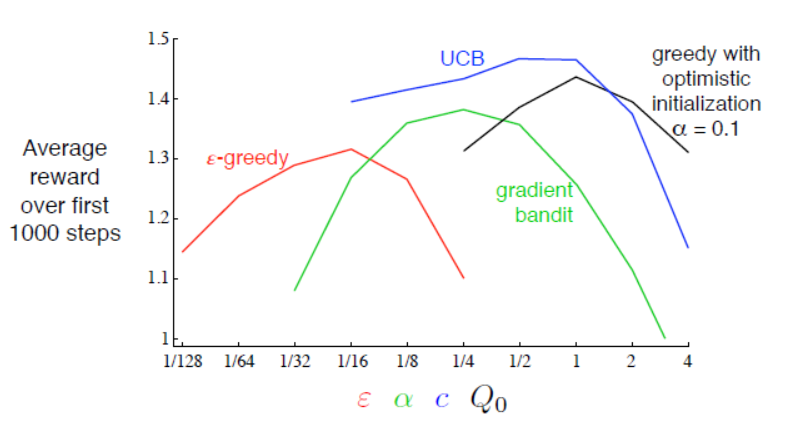 1.5
1.4
1.3
1.2
1.1
1
Average
reward
over first
1000 steps
ε-greedy
UCB
gradient
bandit
greedy with
optimistic
initialization
α = 0.1
1/128 1/64 1/32 1/16 1/8 1/4 1/2 1 2 4
ε α c Q₀